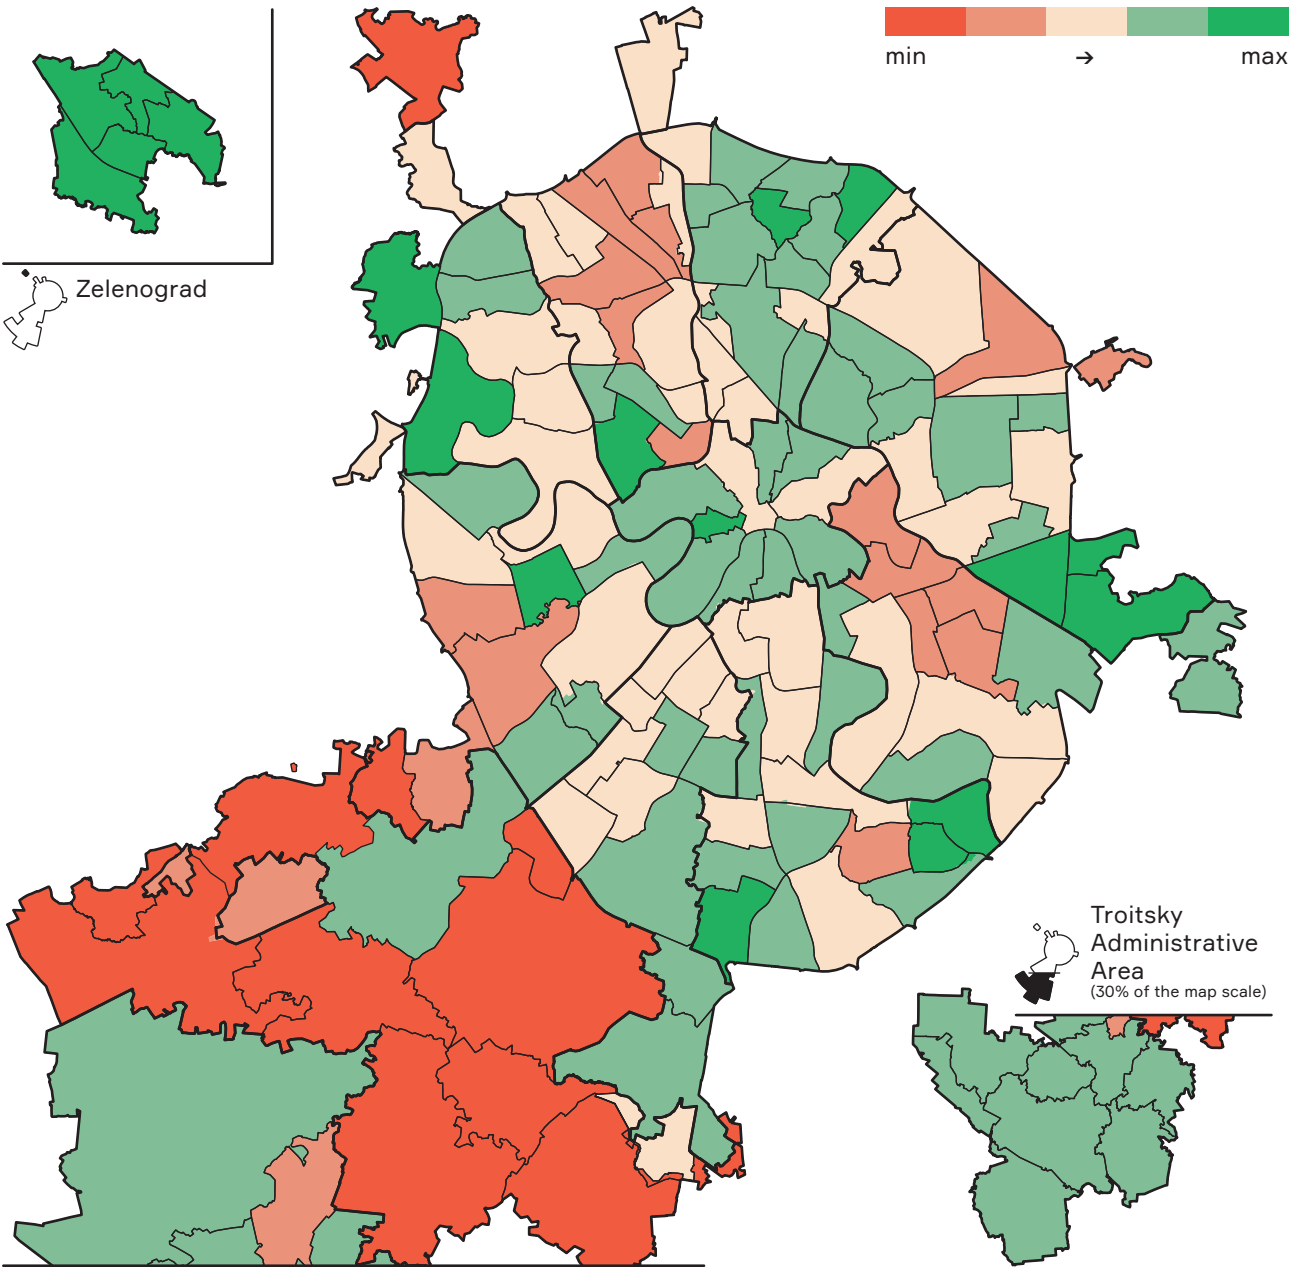 min → max
Zelenograd
Troitsky
Administrative
Area
(30% of the map scale)